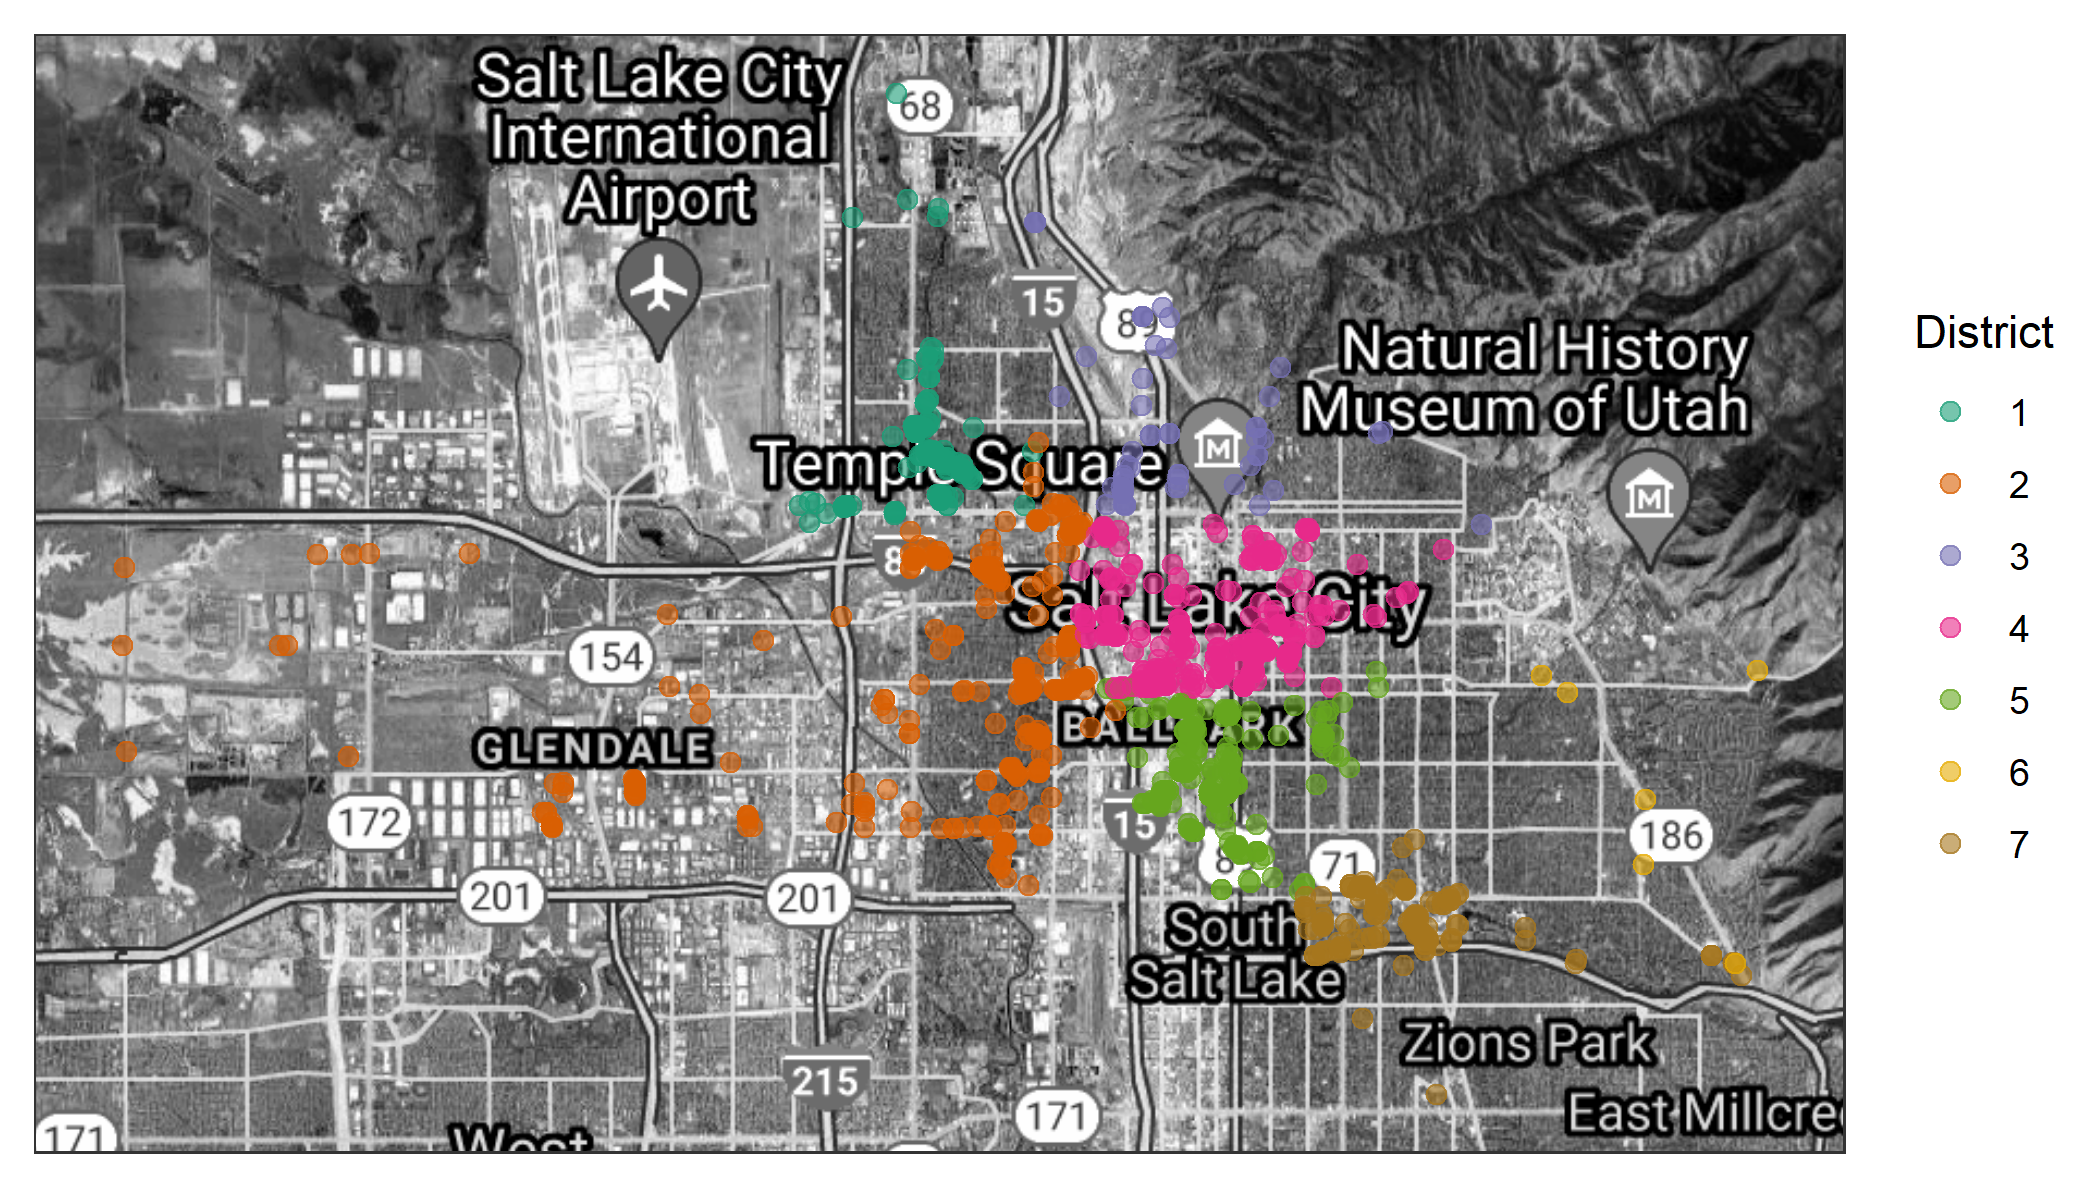 Salt Lake City
International
Airport
68
15
89
Natural History
Museum of Utah
Temple Square
8
Salt Lake City
154
GLENDALE
BALLPARK
172
15
186
8
71
201
201
South
Salt Lake
Zions Park
215
171
East Millcre
171
West
District
1
2
3
4
5
6
7